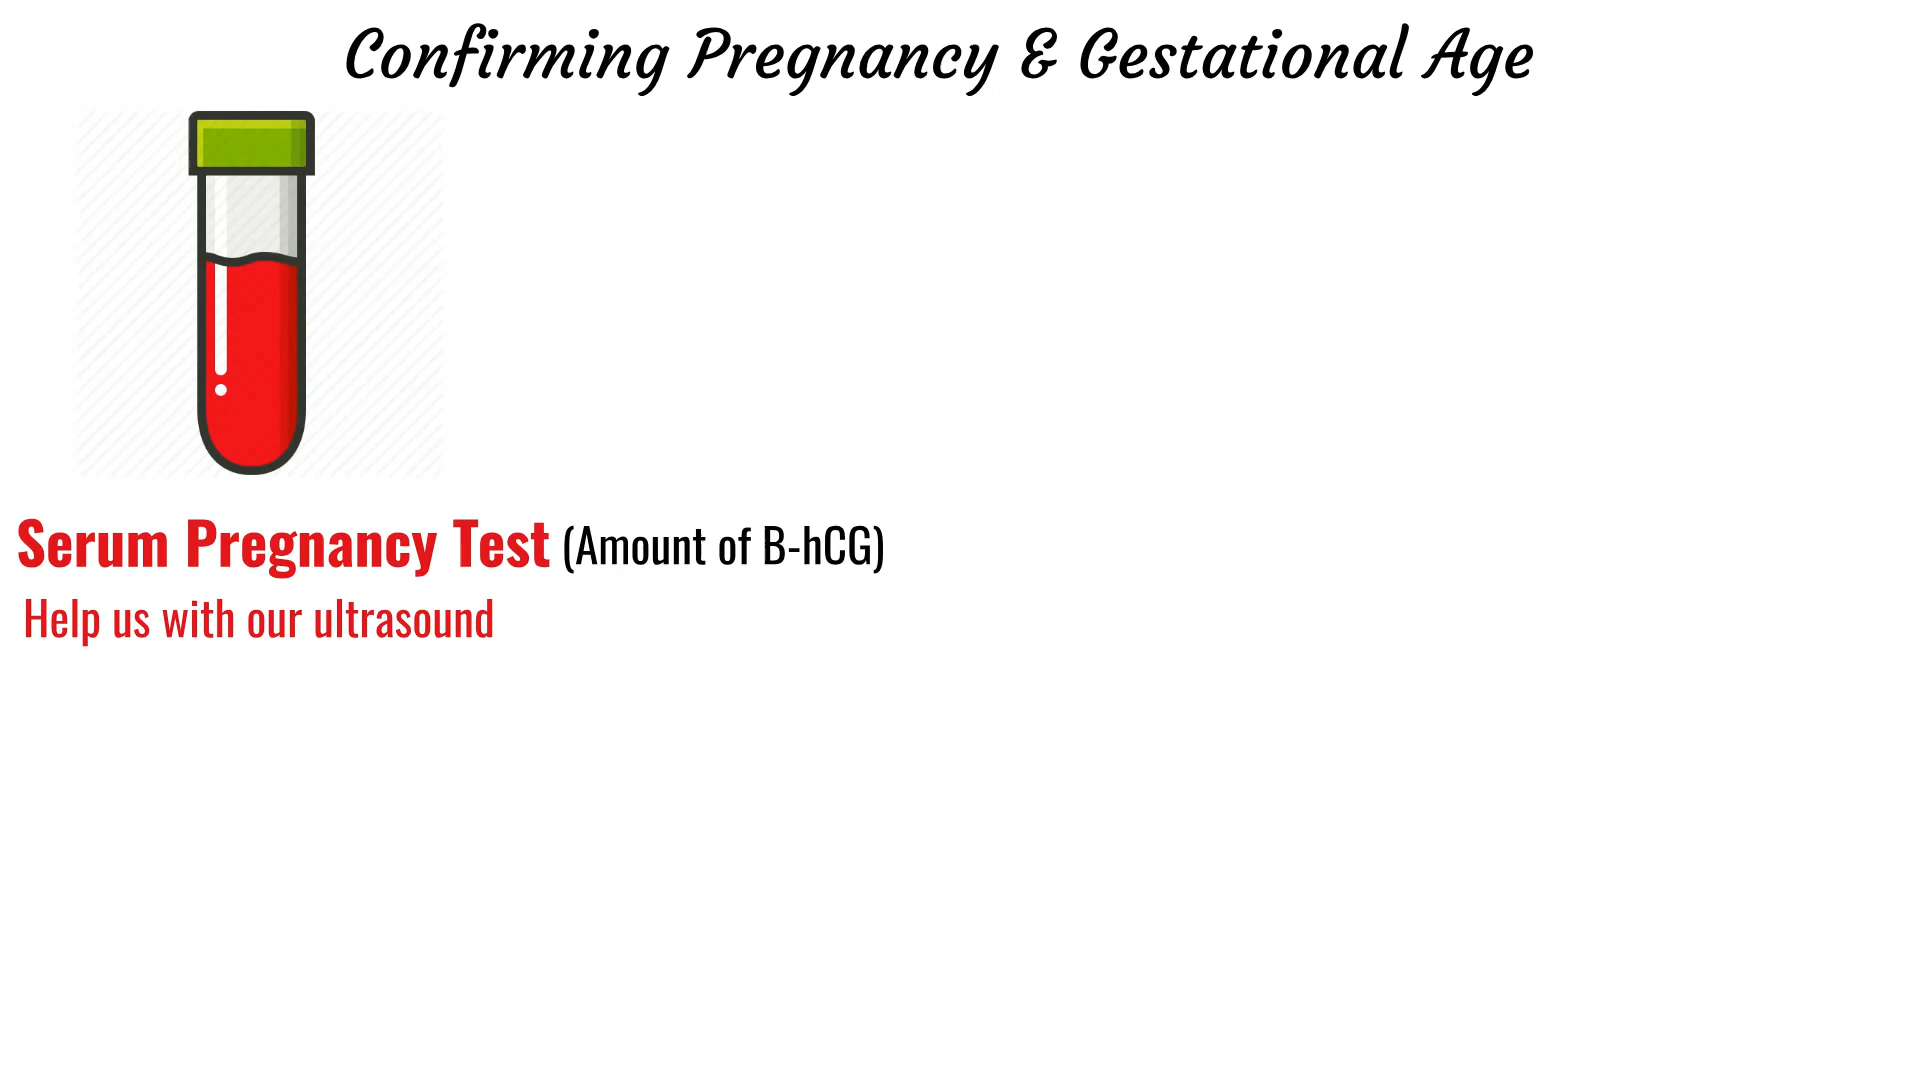 Confirming Pregnancy & Gestational Age
Serum Pregnancy Test (Amount of B-hCG)
Help us with our ultrasound